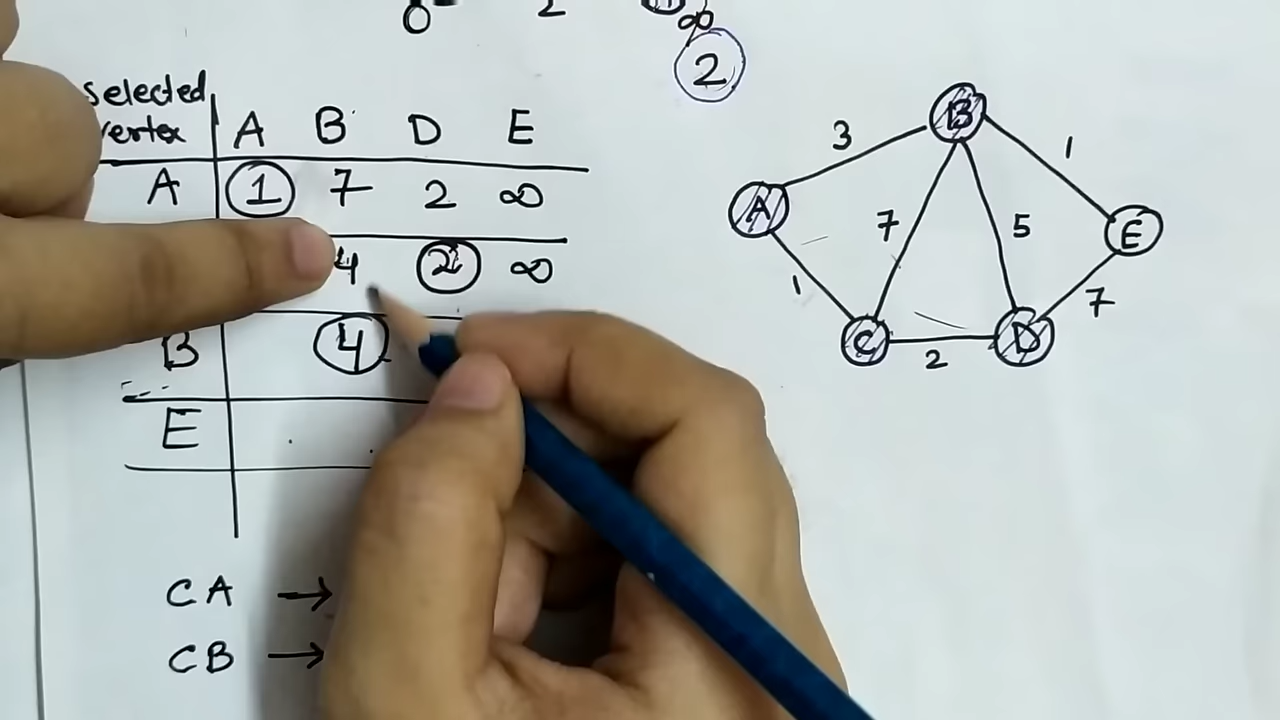 0 2 ∞
2
selected
vertex A B D E
A 1 7 2 ∞
4 2 ∞
B 4
E
CA →
CB →
B
3 1
A 7 5 E
1 7
C D
2